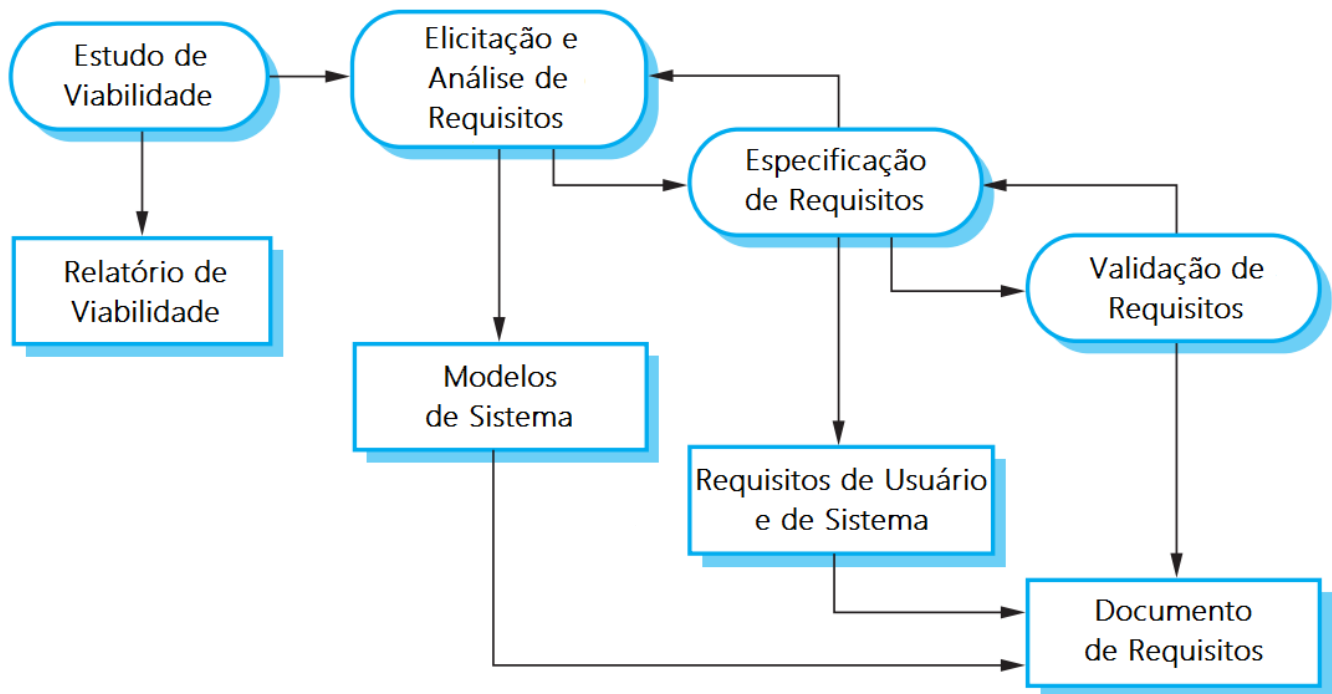 Estudo de
Viabilidade
Elicitação e
Análise de
Requisitos
Especificação
de Requisitos
Validação de
Requisitos
Relatório de
Viabilidade
Modelos
de Sistema
Requisitos de Usuário
e de Sistema
Documento
de Requisitos